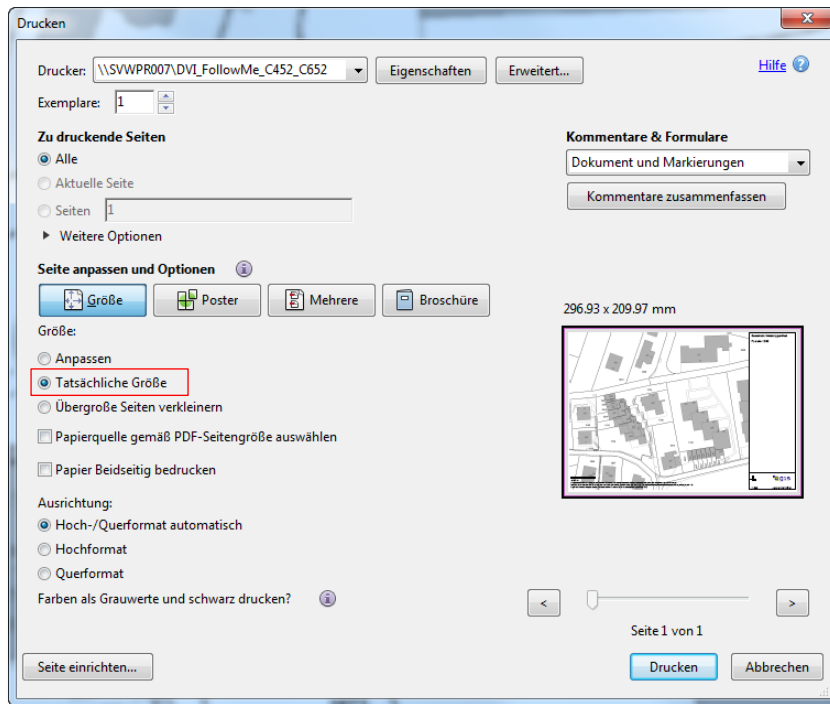 Drucken
Drucker: \\SVWPR007\DVI_FollowMe_C452_C652 Eigenschaften Erweitert... Hilfe
Exemplare: 1
Zu druckende Seiten
Alle
Aktuelle Seite
Seiten 1
Weitere Optionen
Kommentare & Formulare
Dokument und Markierungen
Kommentare zusammenfassen
Seite anpassen und Optionen
Größe Poster Mehrere Broschüre
Größe:
Anpassen
Tatsächliche Größe
Übergroße Seiten verkleinern
Papierquelle gemäß PDF-Seitengröße auswählen
Papier Beidseitig bedrucken
Ausrichtung:
Hoch-/Querformat automatisch
Hochformat
Querformat
Farben als Grauwerte und schwarz drucken?
296.93 x 209.97 mm
< >
Seite 1 von 1
Seite einrichten... Drucken Abbrechen